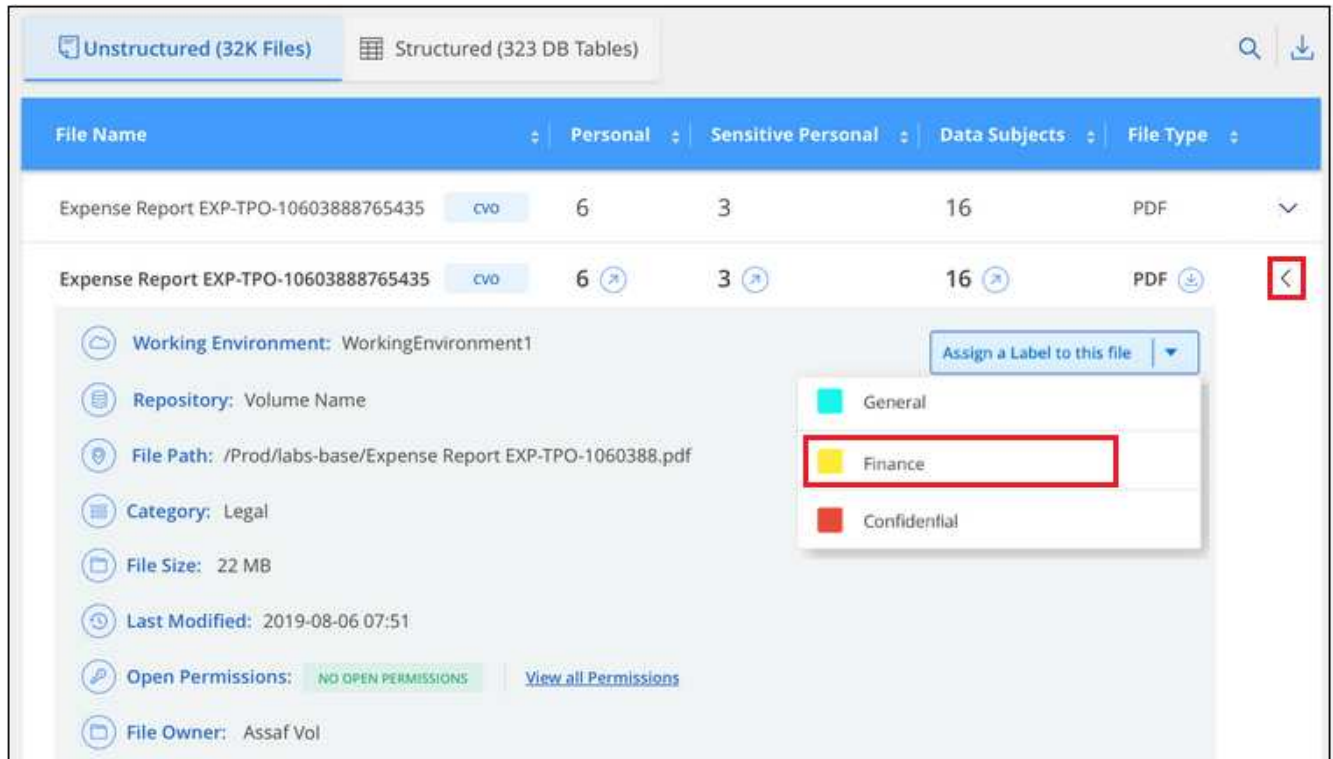 Unstructured (32K Files) Structured (323 DB Tables)
File Name Personal Sensitive Personal Data Subjects File Type
Expense Report EXP-TPO-10603888765435 CVO 6 3 16 PDF
Expense Report EXP-TPO-10603888765435 CVO 6 3 16 PDF
Working Environment: WorkingEnvironment1
Assign a Label to this file
Repository: Volume Name
General
File Path: /Prod/labs-base/Expense Report EXP-TPO-1060388.pdf
Finance
Category: Legal
Confidential
File Size: 22 MB
Last Modified: 2019-08-06 07:51
Open Permissions: NO OPEN PERMISSIONS View all Permissions
File Owner: Assaf Vol